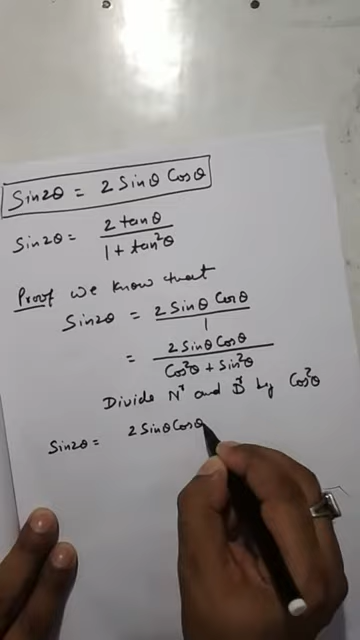 Sin2θ = 2 Sinθ Cosθ
Sin2θ = 2 tanθ / 1 + tan²θ
Proof we know that
Sin2θ = 2 Sinθ Cosθ / 1
= 2 Sinθ Cosθ / Cos²θ + Sin²θ
Divide Nʳ and Dʳ by Cos²θ
Sin2θ = 2 Sinθ Cosθ